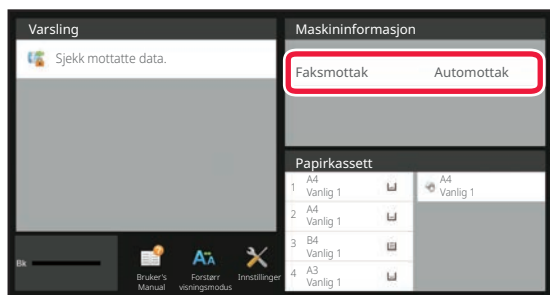 Varsling
Sjekk mottatte data.
Maskininformasjon
Faksmottak Automottak
Papirkassett
1 A4
Vanlig 1
2 A4
Vanlig 1
3 B4
Vanlig 1
4 A3
Vanlig 1
A4
Vanlig 1
Bk
Bruker's
Manual
Forstørr
visningsmodus
Innstillinger